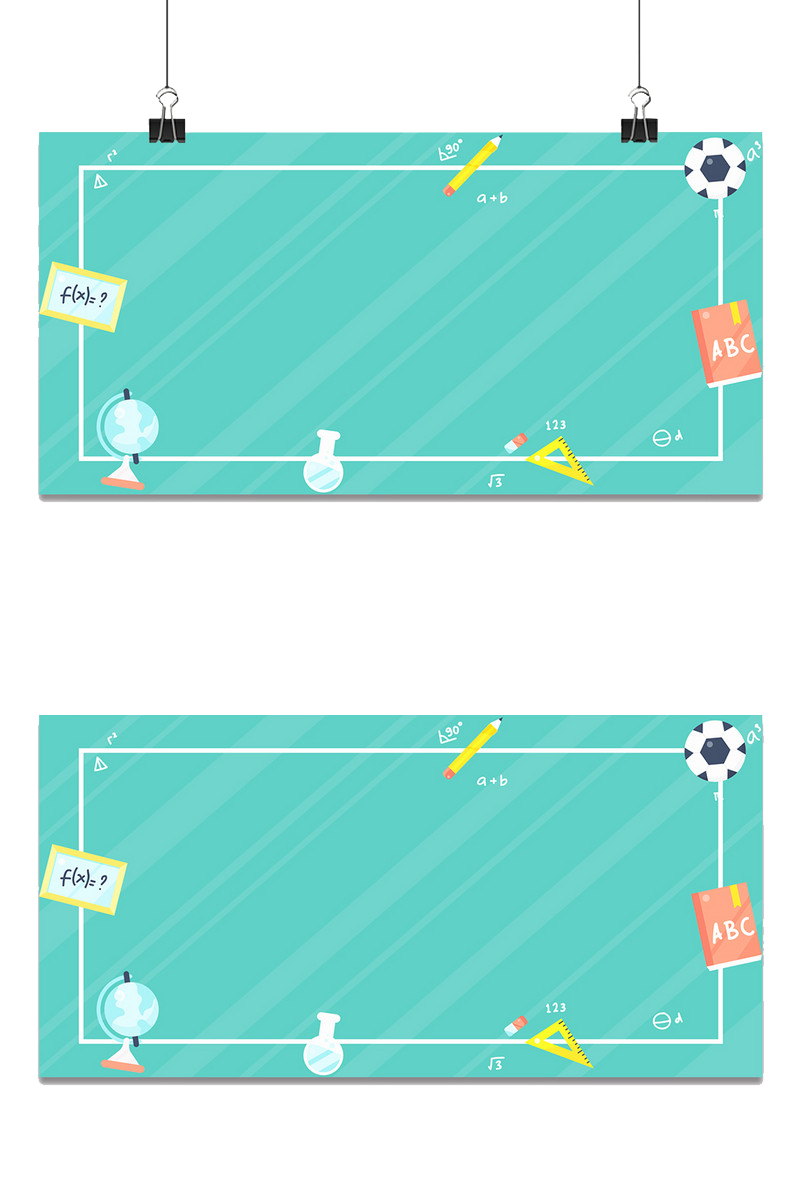 r²
90°
a+b
a³
n
f(x)=?
ABC
123
√3
d
r²
90°
a+b
a³
n
f(x)=?
ABC
123
√3
d